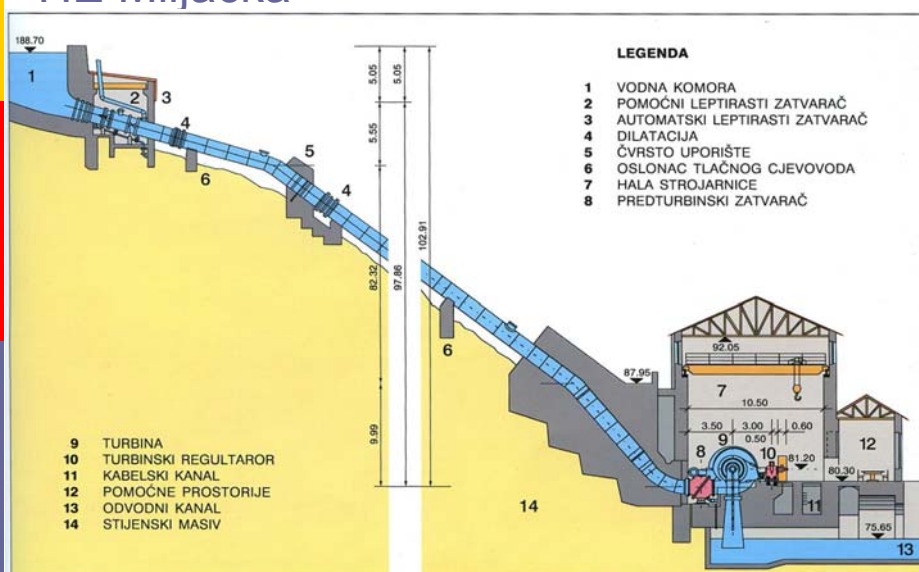 HE Miljacka
188.70
1
2
3
4
5
6
4
5.05
5.05
5.55
82.32
97.86
102.91
9.99
LEGENDA
1 VODNA KOMORA
2 POMOĆNI LEPTIRASTI ZATVARAČ
3 AUTOMATSKI LEPTIRASTI ZATVARAČ
4 DILATACIJA
5 ČVRSTO UPORIŠTE
6 OSLONAC TLAČNOG CJEVOVODA
7 HALA STROJARNICE
8 PREDTURBINSKI ZATVARAČ
6
87.95
92.05
7
10.50
3.50
3.00
0.60
0.50
9
8
10
81.20
11
12
80.30
75.65
13
14
9 TURBINA
10 TURBINSKI REGULTAROR
11 KABELSKI KANAL
12 POMOĆNE PROSTORIJE
13 ODVODNI KANAL
14 STIJENSKI MASIV